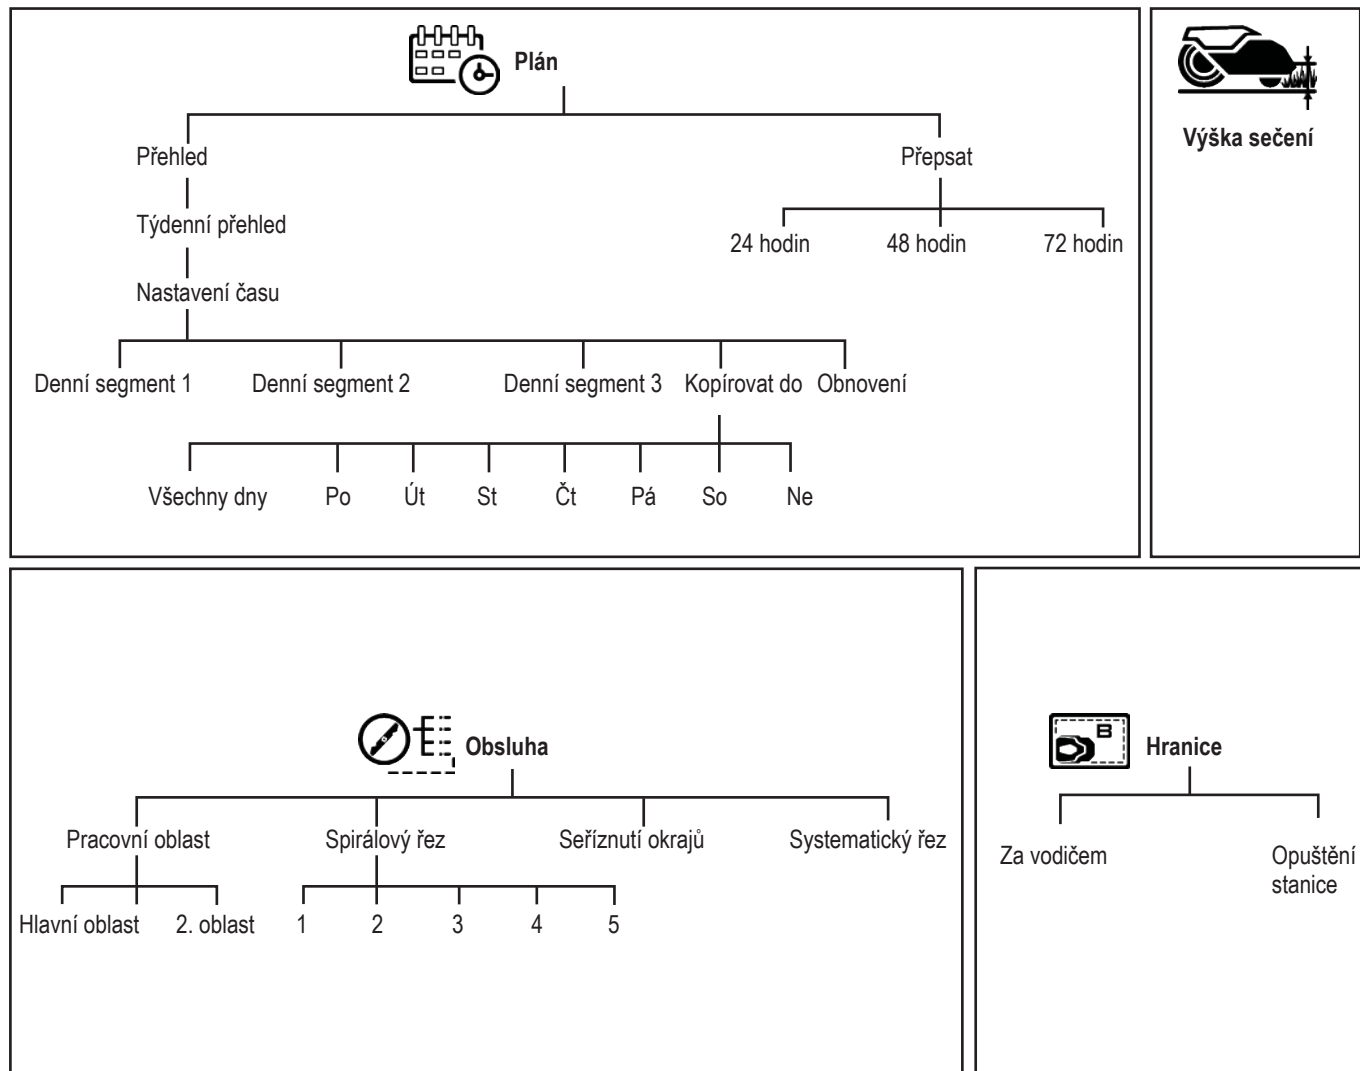 Plán
Přehled
Přepsat
Týdenní přehled
24 hodin
48 hodin
72 hodin
Nastavení času
Denní segment 1
Denní segment 2
Denní segment 3
Kopírovat do
Obnovení
Všechny dny
Po
Út
St
Čt
Pá
So
Ne
Výška sečení
Obsluha
Pracovní oblast
Spirálový řez
Seříznutí okrajů
Systematický řez
Hlavní oblast
2. oblast
1
2
3
4
5
B
Hranice
Za vodičem
Opuštění
stanice